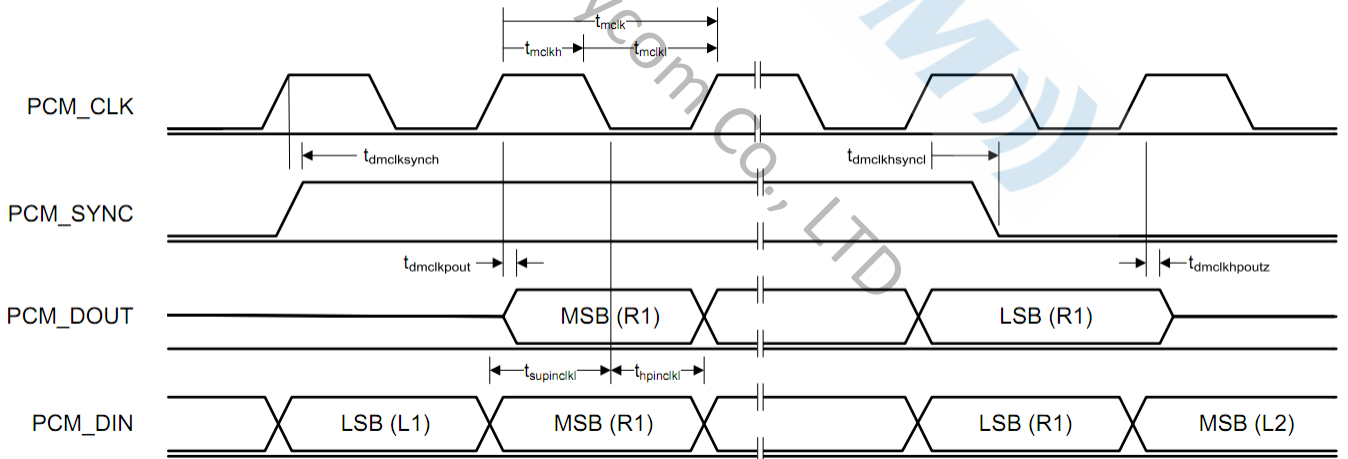 tmclk
tmclkh
tmclkl
PCM_CLK
tdmclksynch
tdmclkhsyncl
PCM_SYNC
tdmclkpout
tdmclkhpoutz
PCM_DOUT
MSB (R1)
LSB (R1)
tsupinclkl
thpinclkl
PCM_DIN
LSB (L1)
MSB (R1)
LSB (R1)
MSB (L2)
com CO., LTD
M)))